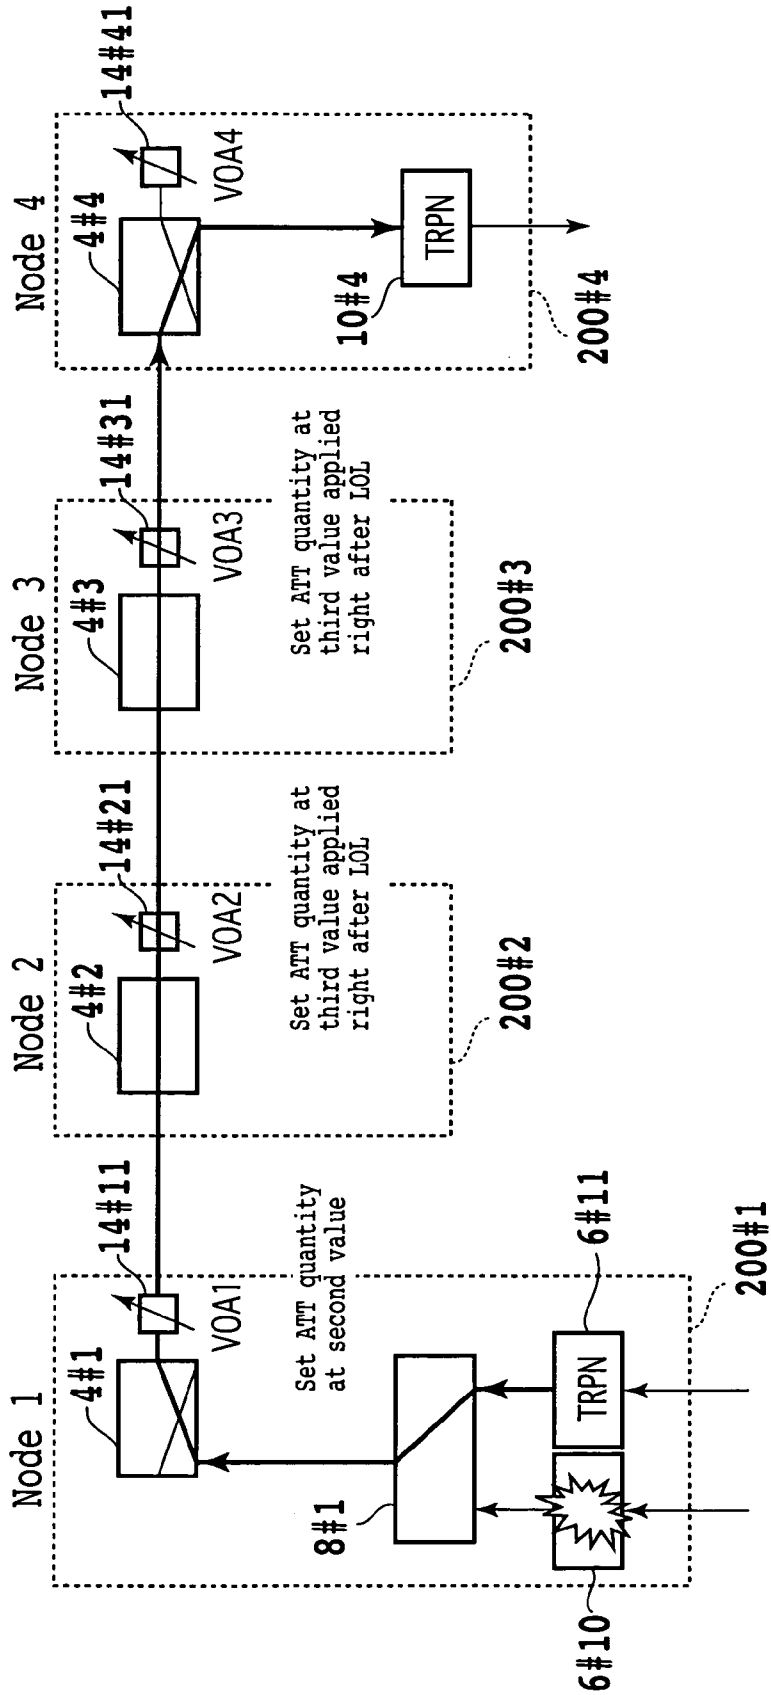 Node 1
4#1
14#11
VOA1
Set ATT quantity
at second value
8#1
TRPN
6#10
6#11
200#1
Node 2
4#2
14#21
VOA2
Set ATT quantity at
third value applied
right after LOL
200#2
Node 3
4#3
14#31
VOA3
Set ATT quantity at
third value applied
right after LOL
200#3
Node 4
4#4
14#41
VOA4
TRPN
10#4
200#4